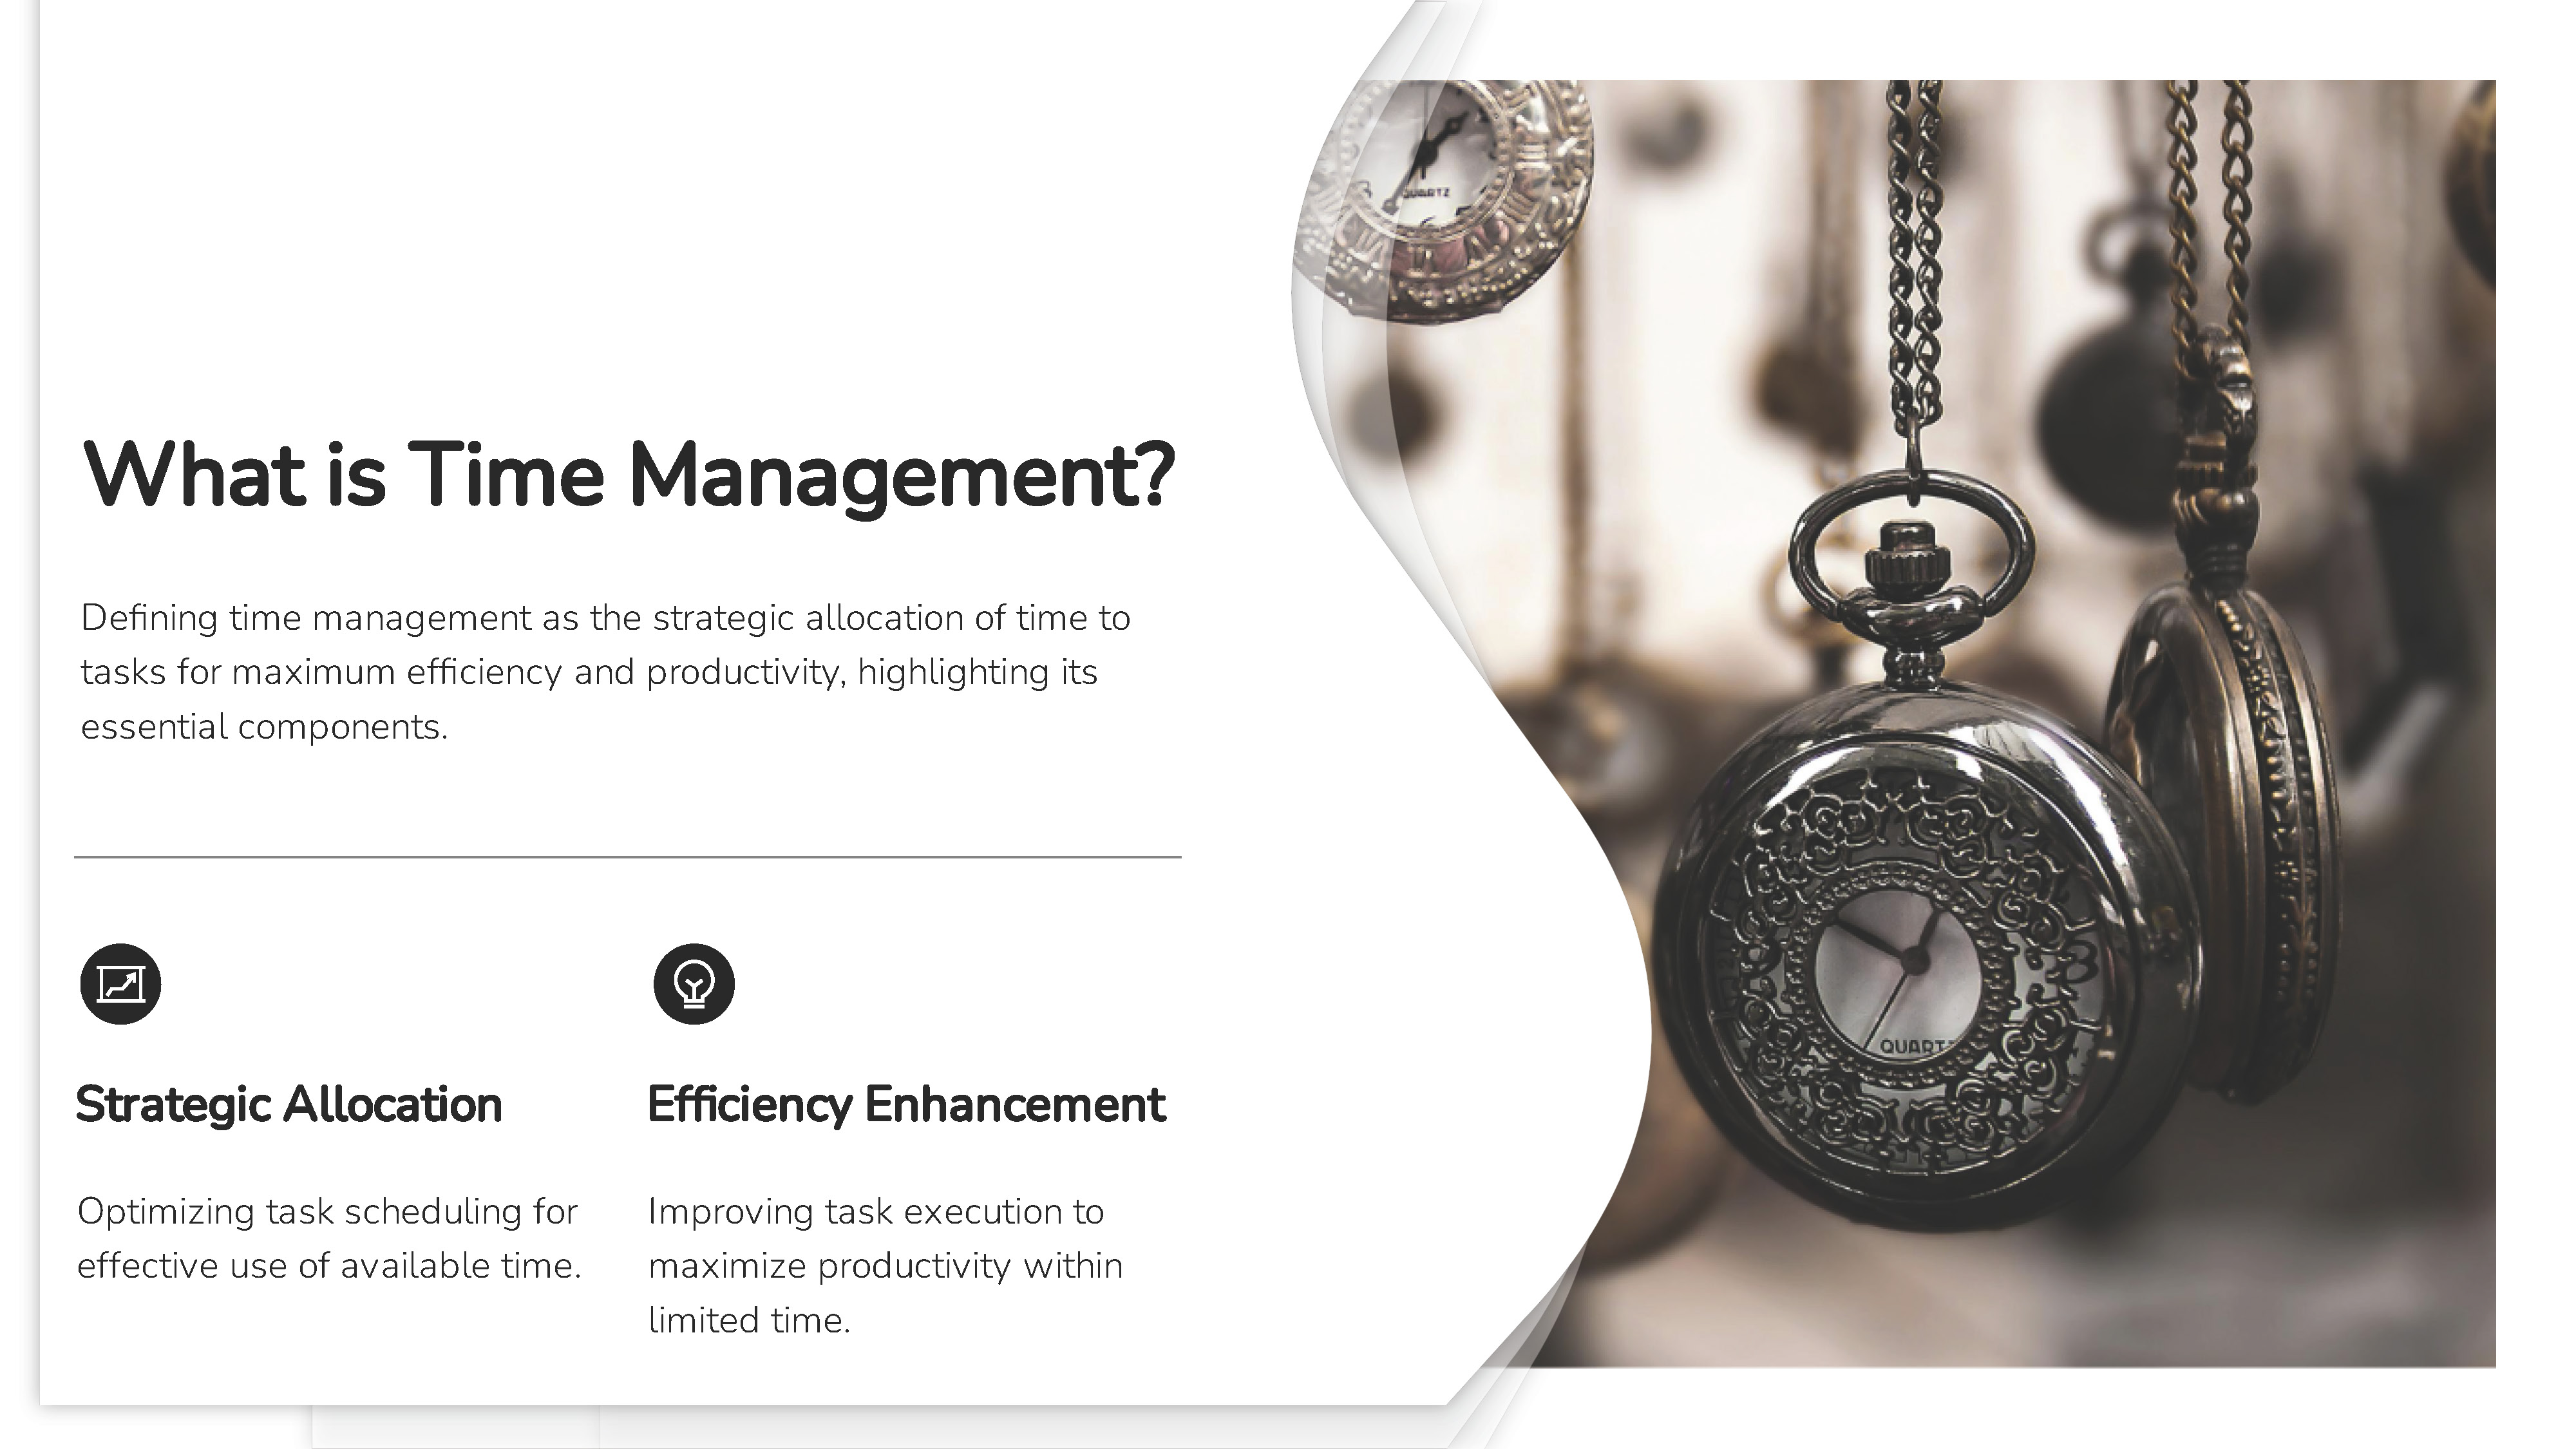 What is Time Management?
Defining time management as the strategic allocation of time to
tasks for maximum efficiency and productivity, highlighting its
essential components.
Strategic Allocation
Optimizing task scheduling for
effective use of available time.
Efficiency Enhancement
Improving task execution to
maximize productivity within
limited time.
QUARTZ
QUARTZ